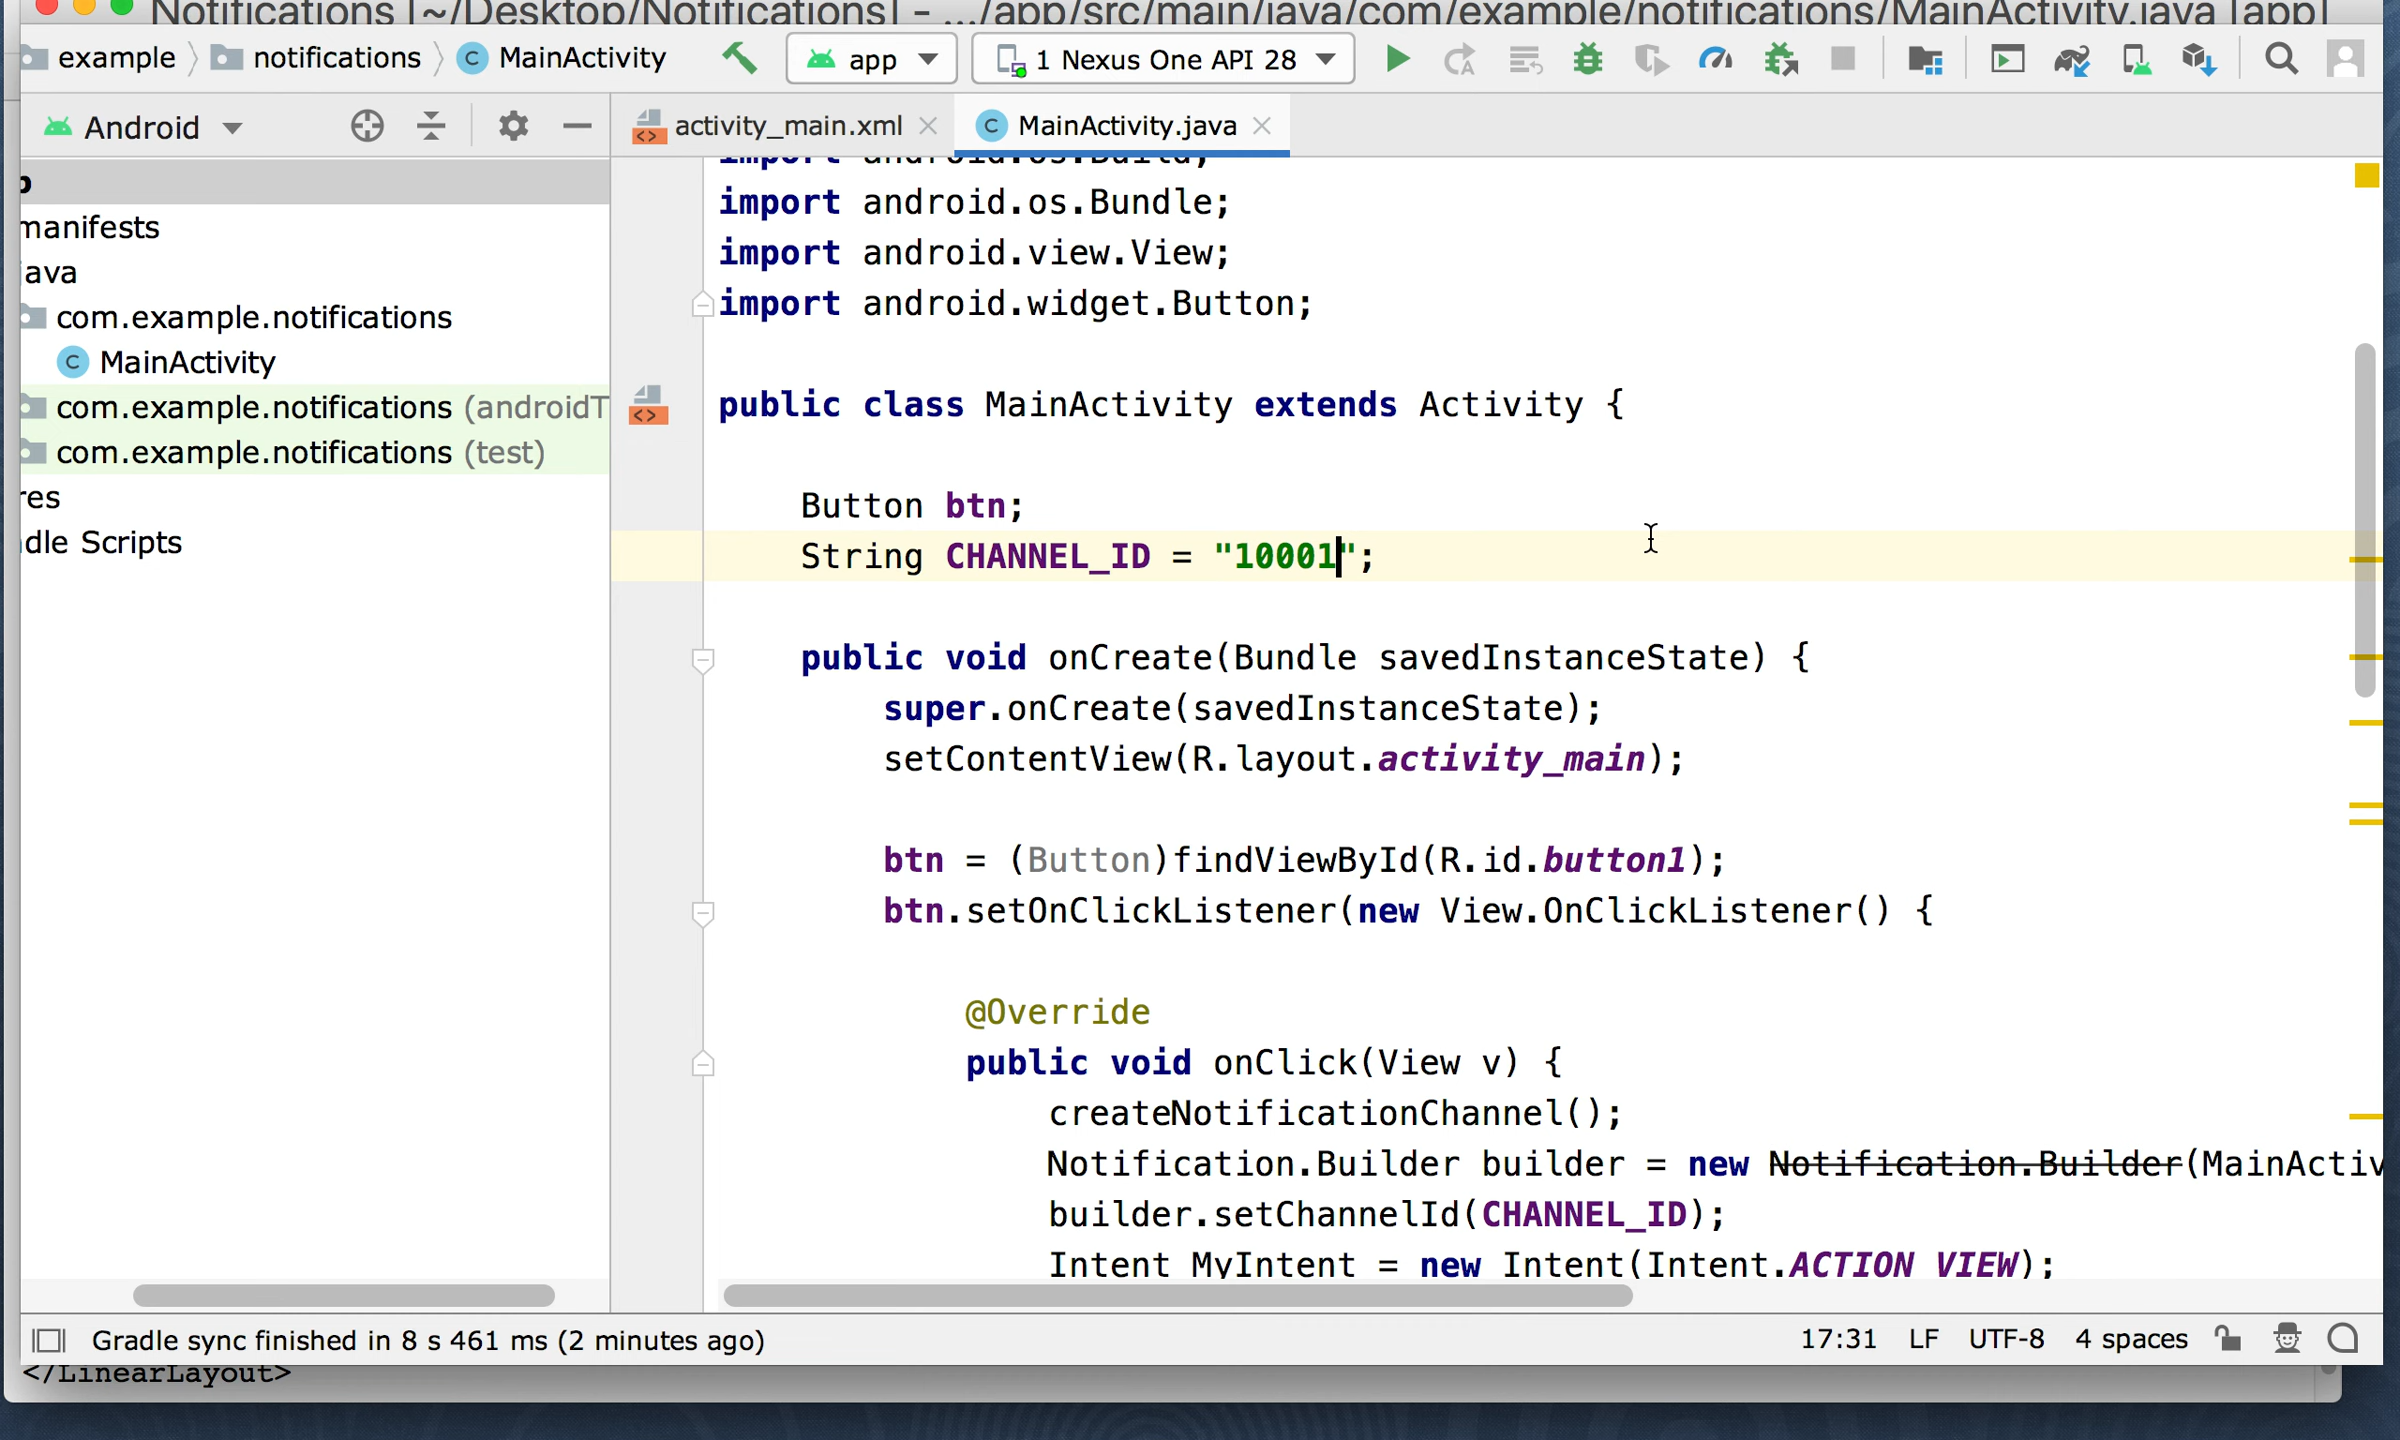 Notifications [~/Desktop/Notifications] - .../app/src/main/java/com/example/notifications/MainActivity.java [app]
example notifications MainActivity app 1 Nexus One API 28
Android
activity_main.xml MainActivity.java
p
manifests
java
com.example.notifications
MainActivity
com.example.notifications (androidT
com.example.notifications (test)
res
dle Scripts
import android.os.Build;
import android.os.Bundle;
import android.view.View;
import android.widget.Button;
public class MainActivity extends Activity {
Button btn;
String CHANNEL_ID = "10001";
public void onCreate(Bundle savedInstanceState) {
super.onCreate(savedInstanceState);
setContentView(R.layout.activity_main);
btn = (Button)findViewById(R.id.button1);
btn.setOnClickListener(new View.OnClickListener() {
@Override
public void onClick(View v) {
createNotificationChannel();
Notification.Builder builder = new Notification.Builder(MainActiv
builder.setChannelId(CHANNEL_ID);
Intent MyIntent = new Intent(Intent.ACTION_VIEW);
Gradle sync finished in 8 s 461 ms (2 minutes ago)
17:31 LF UTF-8 4 spaces
</LinearLayout>